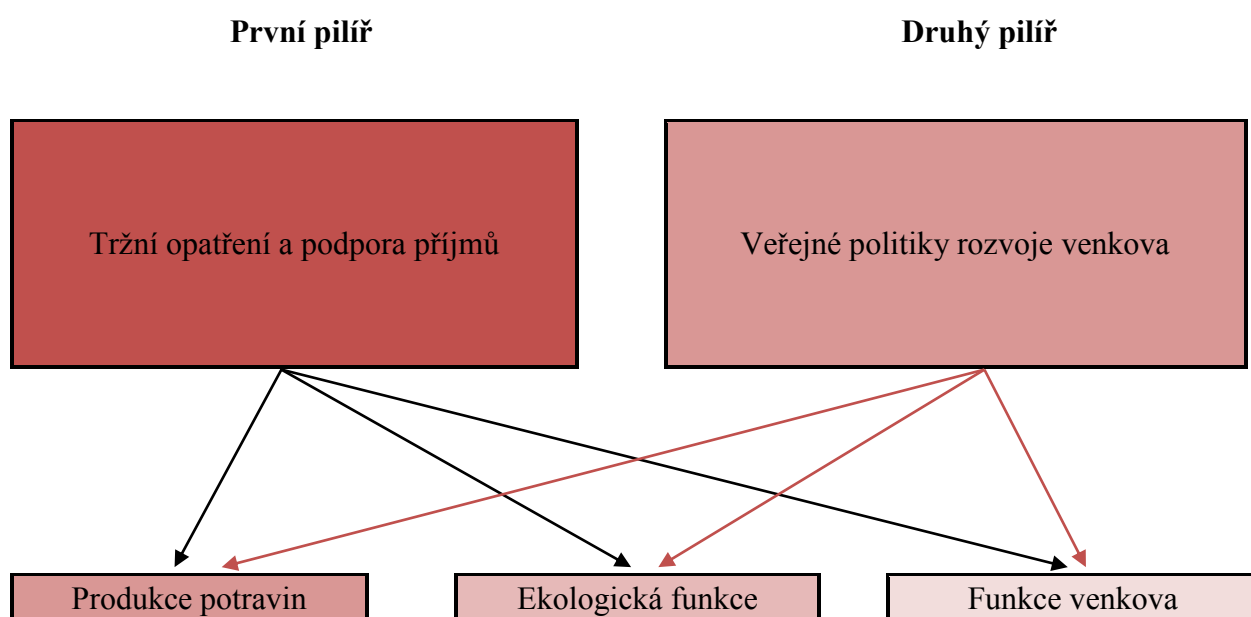 První pilíř
Druhý pilíř
Tržní opatření a podpora příjmů
Veřejné politiky rozvoje venkova
Produkce potravin
Ekologická funkce
Funkce venkova